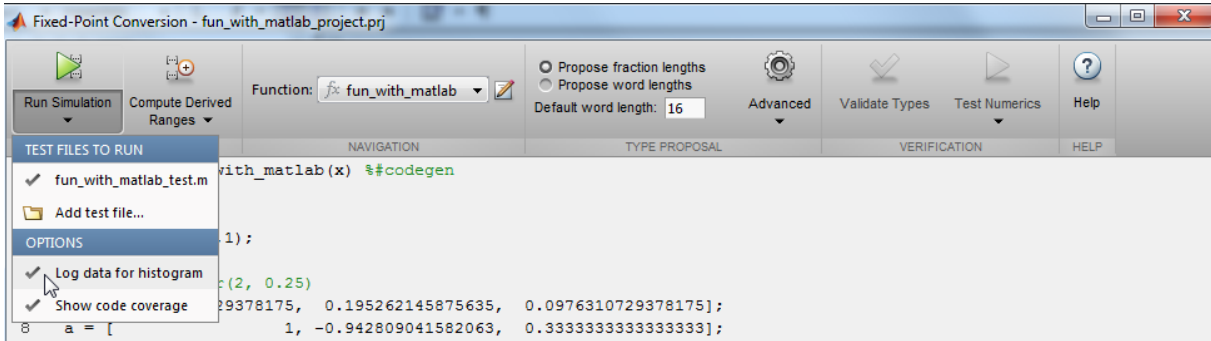 Fixed-Point Conversion - fun_with_matlab_project.prj
Run Simulation
Compute Derived
Ranges
Function: fx fun_with_matlab
Propose fraction lengths
Propose word lengths
Default word length: 16
Advanced
Validate Types
Test Numerics
Help
NAVIGATION
TYPE PROPOSAL
VERIFICATION
HELP
TEST FILES TO RUN
fun_with_matlab_test.m
Add test file...
OPTIONS
Log data for histogram
Show code coverage
with_matlab(x) %#codegen
.1);
(2, 0.25)
29378175, 0.195262145875635, 0.0976310729378175];
8 a = [ 1, -0.942809041582063, 0.3333333333333333];